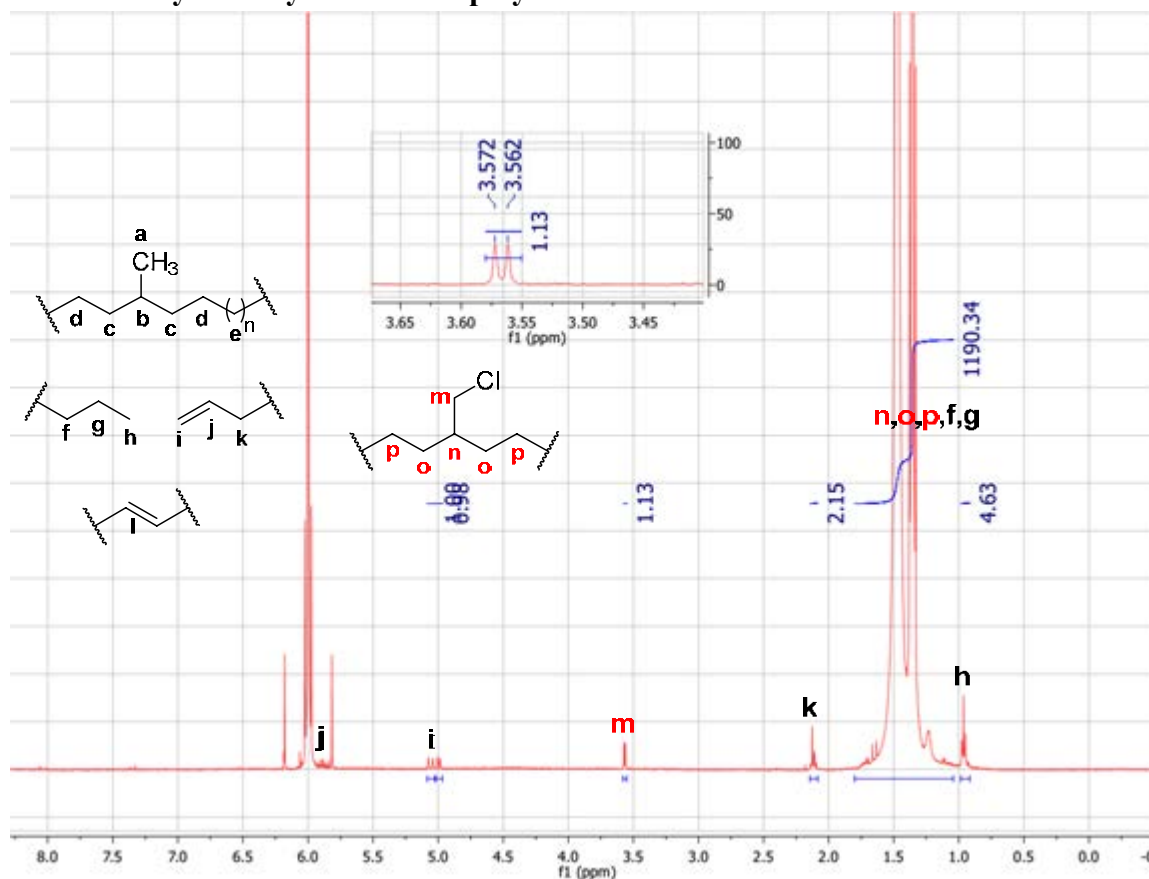 100
3.572
3.562
50
1.13
0
3.65 3.60 3.55 3.50 3.45
f1 (ppm)
a
CH3
d c b c d e n
f g h
i j k
l
Cl
m
p o n o p
1190.34
n,o,p,f,g
0.98
1.13
2.15
4.63
j
i
m
k
h
8.0 7.5 7.0 6.5 6.0 5.5 5.0 4.5 4.0 3.5 3.0 2.5 2.0 1.5 1.0 0.5 0.0
f1 (ppm)